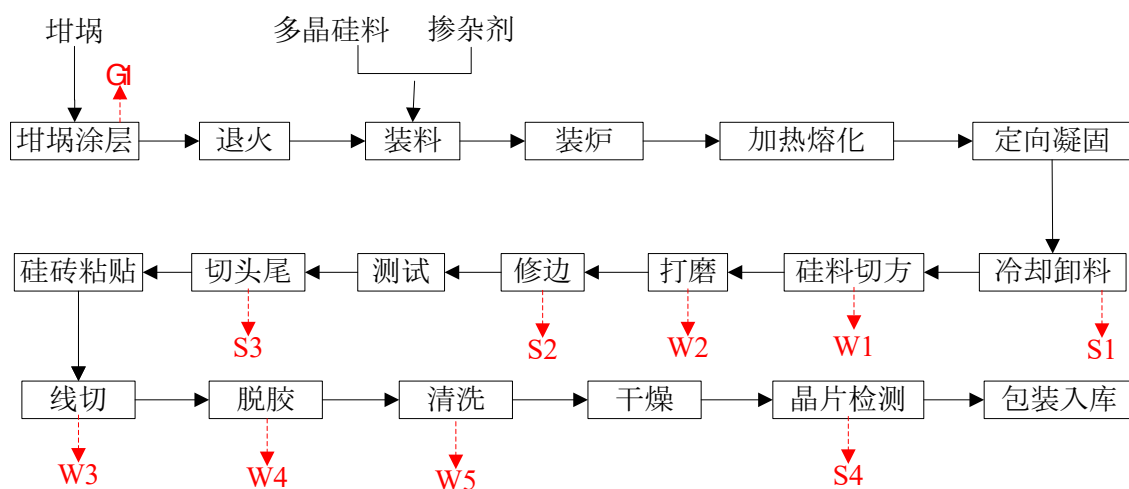 坩埚 多晶硅料 掺杂剂
G1
坩埚涂层 退火 装料 装炉 加热熔化 定向凝固
硅砖粘贴 切头尾 测试 修边 打磨 硅料切方 冷却卸料
S3 S2 W2 W1 S1
线切 脱胶 清洗 干燥 晶片检测 包装入库
W3 W4 W5 S4